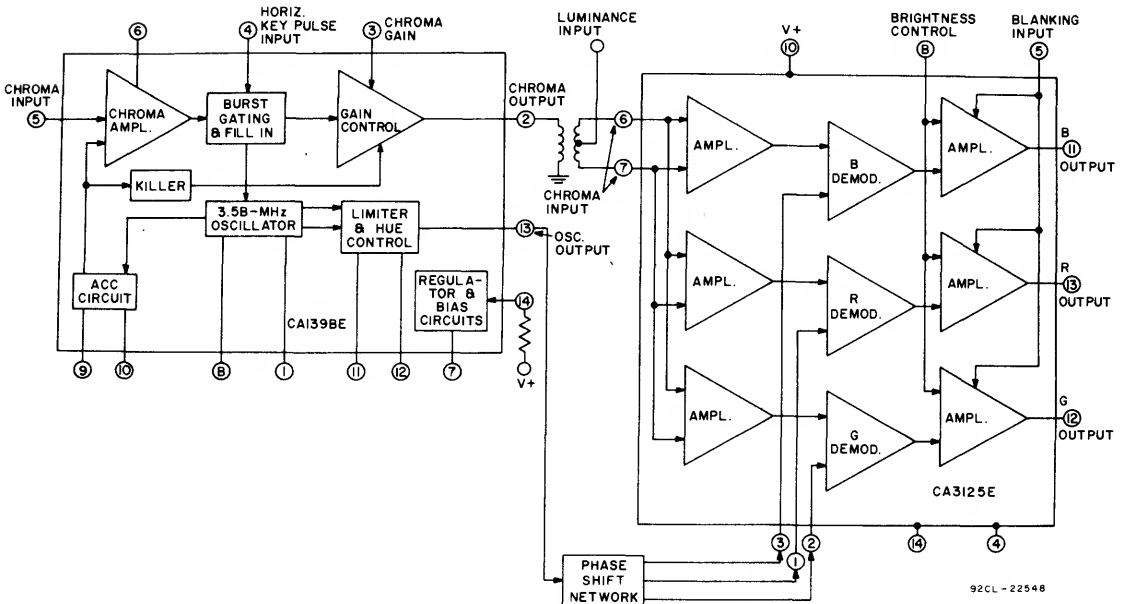 HORIZ.
KEY PULSE
INPUT
CHROMA
GAIN
LUMINANCE
INPUT
V+
BRIGHTNESS
CONTROL
BLANKING
INPUT
6
4
3
10
8
5
CHROMA
INPUT
5
CHROMA
AMPL.
BURST
GATING
& FILL IN
GAIN
CONTROL
CHROMA
OUTPUT
2
6
7
CHROMA
INPUT
KILLER
3.58-MHz
OSCILLATOR
LIMITER
& HUE
CONTROL
13
OSC.
OUTPUT
ACC
CIRCUIT
CA1398E
REGULA-
TOR &
BIAS
CIRCUITS
14
V+
9
10
8
1
11
12
7
AMPL.
B
DEMOD.
AMPL.
B
11
OUTPUT
AMPL.
R
DEMOD.
AMPL.
R
13
OUTPUT
AMPL.
G
DEMOD.
AMPL.
G
12
OUTPUT
CA3125E
3
1
2
14
4
PHASE
SHIFT
NETWORK
92CL-22548